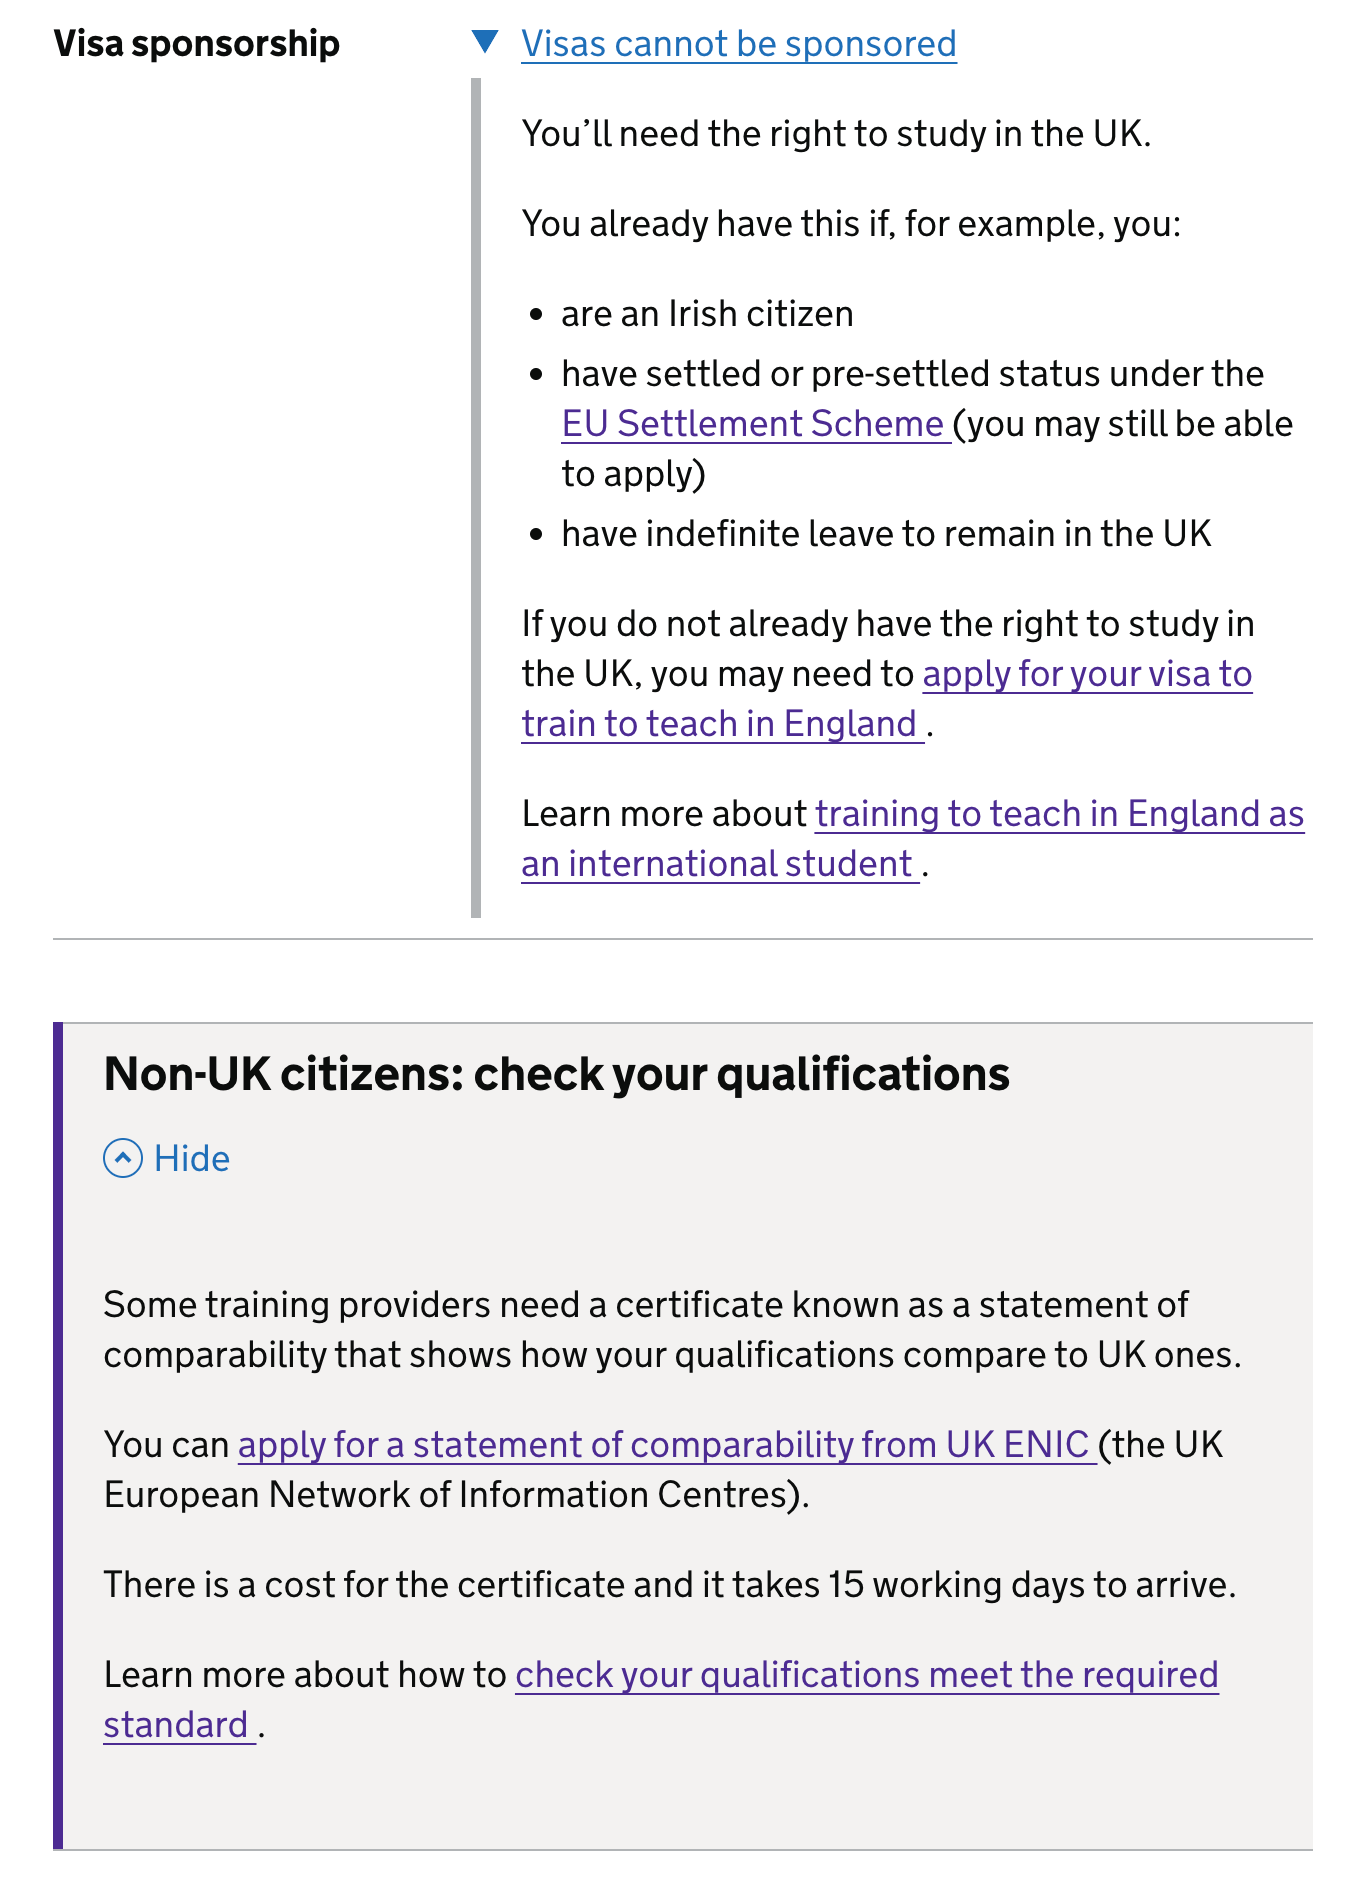 Visa sponsorship
Visas cannot be sponsored
You’ll need the right to study in the UK.
You already have this if, for example, you:
• are an Irish citizen
• have settled or pre-settled status under the
EU Settlement Scheme (you may still be able
to apply)
• have indefinite leave to remain in the UK
If you do not already have the right to study in
the UK, you may need to apply for your visa to
train to teach in England .
Learn more about training to teach in England as
an international student .
Non-UK citizens: check your qualifications
Hide
Some training providers need a certificate known as a statement of
comparability that shows how your qualifications compare to UK ones.
You can apply for a statement of comparability from UK ENIC (the UK
European Network of Information Centres).
There is a cost for the certificate and it takes 15 working days to arrive.
Learn more about how to check your qualifications meet the required
standard .